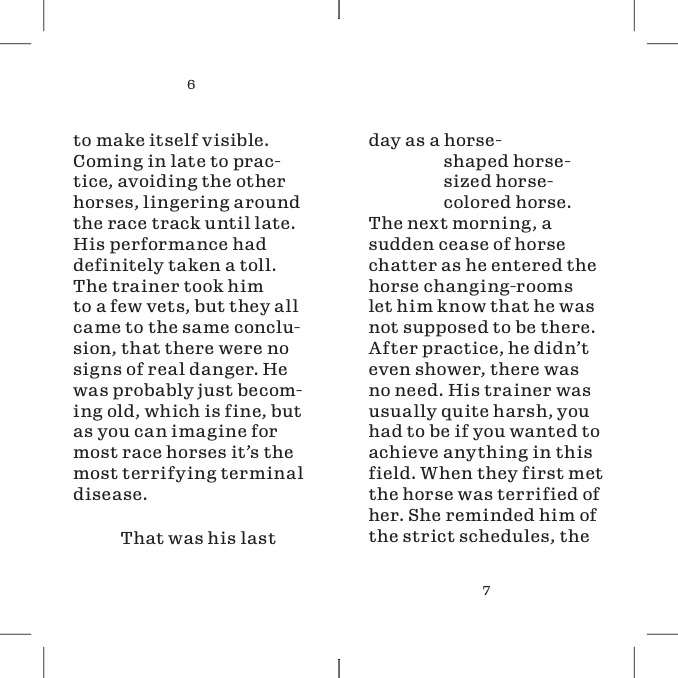 6
to make itself visible.
Coming in late to prac-
tice, avoiding the other
horses, lingering around
the race track until late.
His performance had
definitely taken a toll.
The trainer took him
to a few vets, but they all
came to the same conclu-
sion, that there were no
signs of real danger. He
was probably just becom-
ing old, which is fine, but
as you can imagine for
most race horses it’s the
most terrifying terminal
disease.
That was his last
day as a horse-
shaped horse-
sized horse-
colored horse.
The next morning, a
sudden cease of horse
chatter as he entered the
horse changing-rooms
let him know that he was
not supposed to be there.
After practice, he didn’t
even shower, there was
no need. His trainer was
usually quite harsh, you
had to be if you wanted to
achieve anything in this
field. When they first met
the horse was terrified of
her. She reminded him of
the strict schedules, the
7